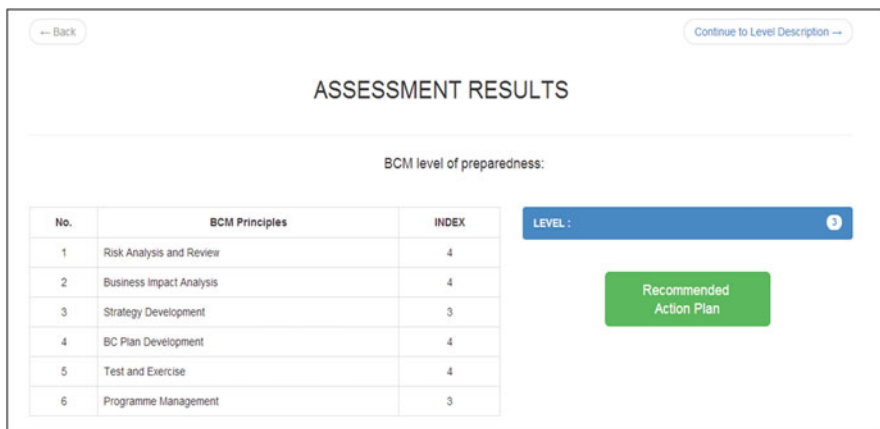 ← Back
Continue to Level Description →
ASSESSMENT RESULTS
BCM level of preparedness:
No. BCM Principles INDEX
1 Risk Analysis and Review 4
2 Business Impact Analysis 4
3 Strategy Development 3
4 BC Plan Development 4
5 Test and Exercise 4
6 Programme Management 3
LEVEL : 3
Recommended
Action Plan